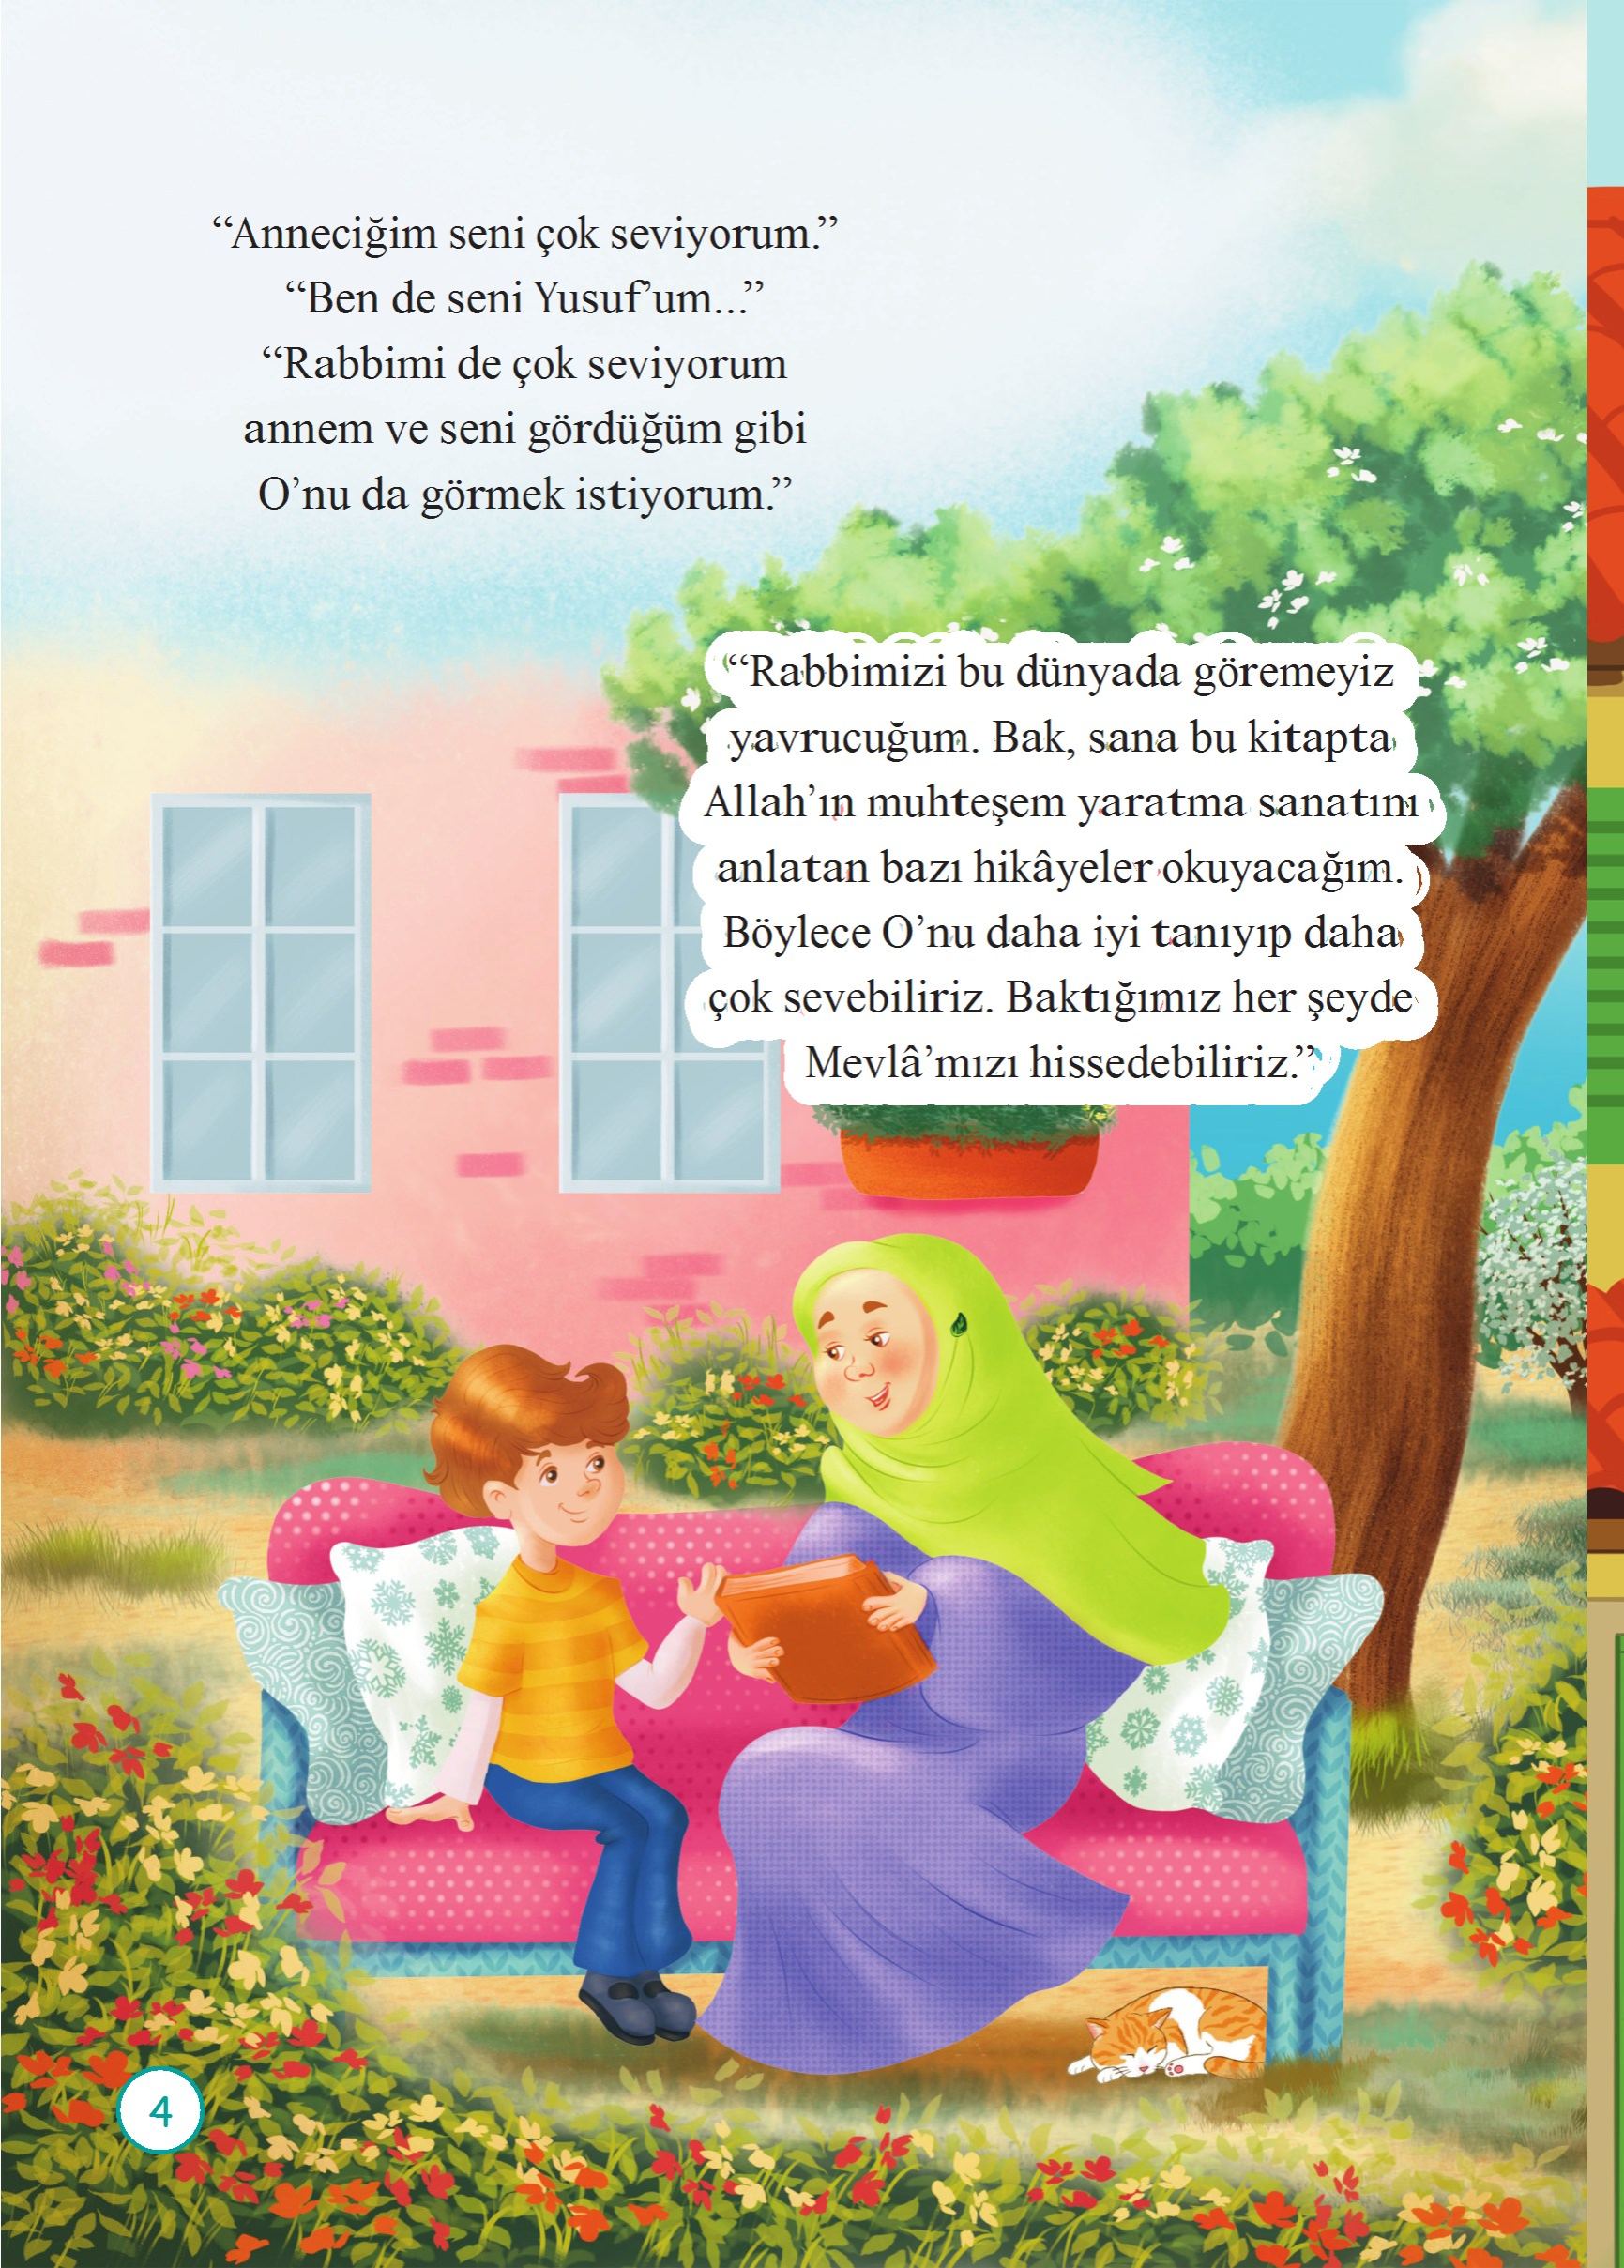 “Anneciğim seni çok seviyorum.”
“Ben de seni Yusuf’um...”
“Rabbimi de çok seviyorum
annem ve seni gördüğüm gibi
O’nu da görmek istiyorum.”
“Rabbimizi bu dünyada göremeyiz
yavrucuğum. Bak, sana bu kitapta
Allah’ın muhteşem yaratma sanatını
anlatan bazı hikâyeler okuyacağım.
Böylece O’nu daha iyi tanıyıp daha
çok sevebiliriz. Baktığımız her şeyde
Mevlâ’mızı hissedebiliriz.”
4